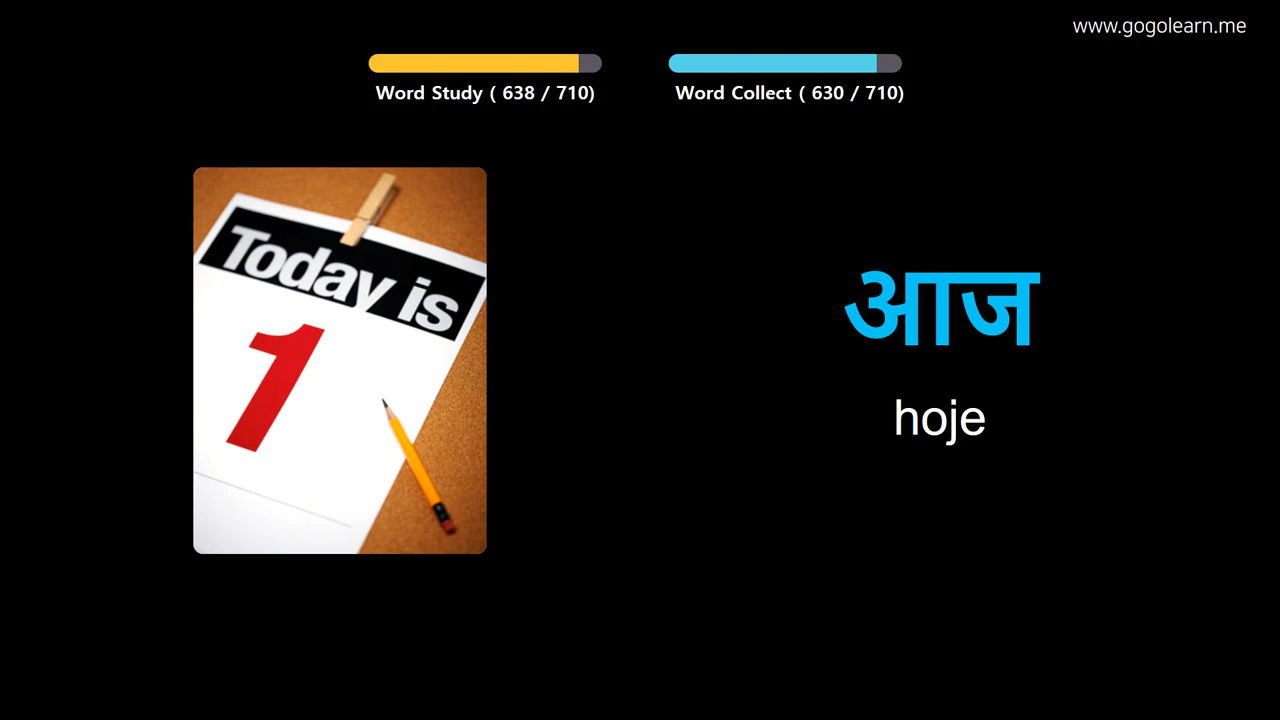 www.gogolearn.me
Word Study ( 638 / 710)
Word Collect ( 630 / 710)
Today is
1
आज
hoje